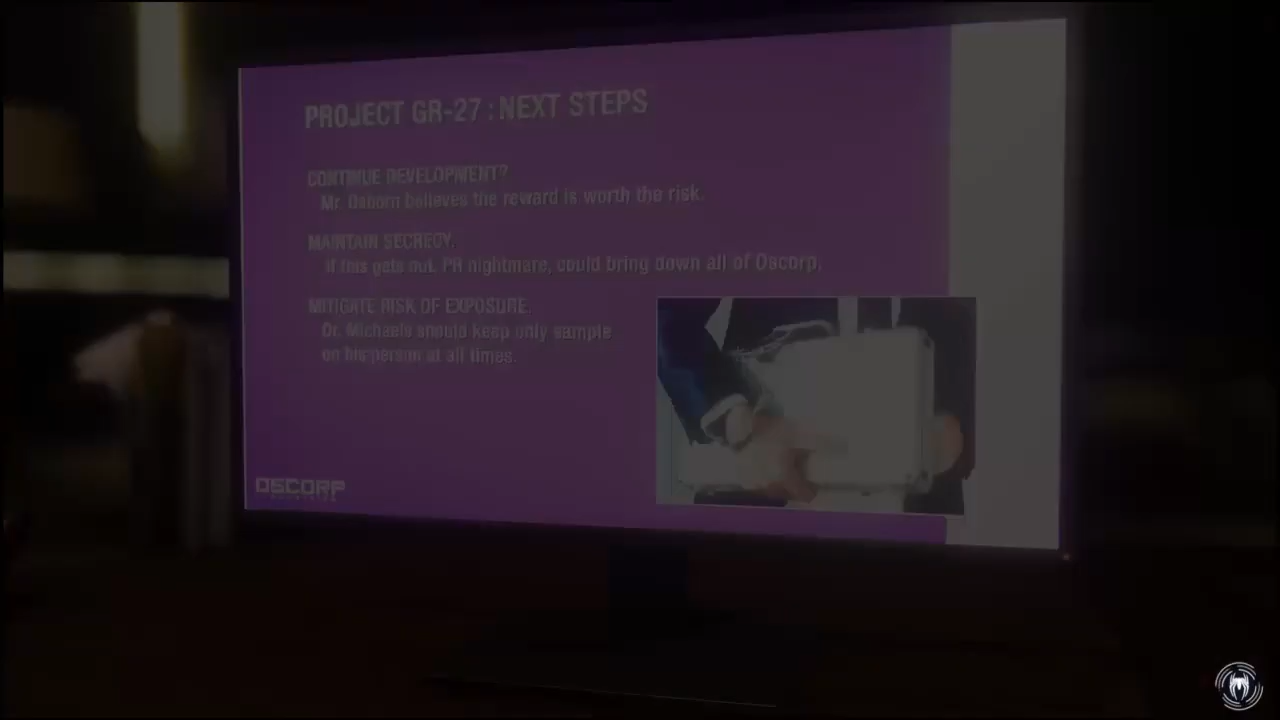 PROJECT GR-27 : NEXT STEPS
CONTINUE DEVELOPMENT?
Mr. Osborn believes the reward is worth the risk.
MAINTAIN SECRECY.
If this gets out, PR nightmare, could bring down all of Oscorp.
MITIGATE RISK OF EXPOSURE.
Dr. Michaels should keep only sample
on his person at all times.
OSCORP